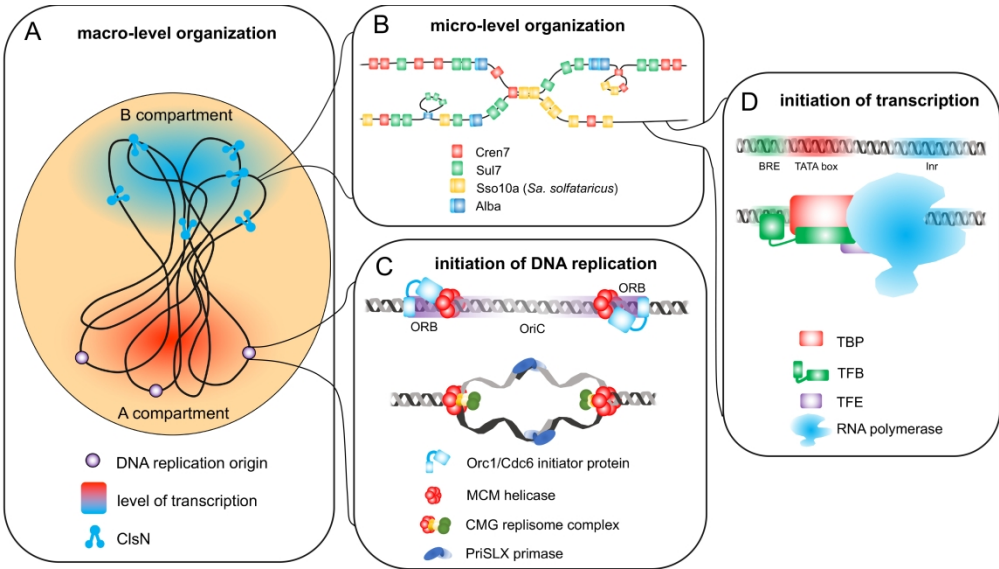 A
macro-level organization
B compartment
A compartment
DNA replication origin
level of transcription
ClsN
B
micro-level organization
Cren7
Sul7
Sso10a (Sa. solfataricus)
Alba
C
initiation of DNA replication
ORB
ORB
OriC
Orc1/Cdc6 initiator protein
MCM helicase
CMG replisome complex
PriSLX primase
D
initiation of transcription
BRE
TATA box
Inr
TBP
TFB
TFE
RNA polymerase